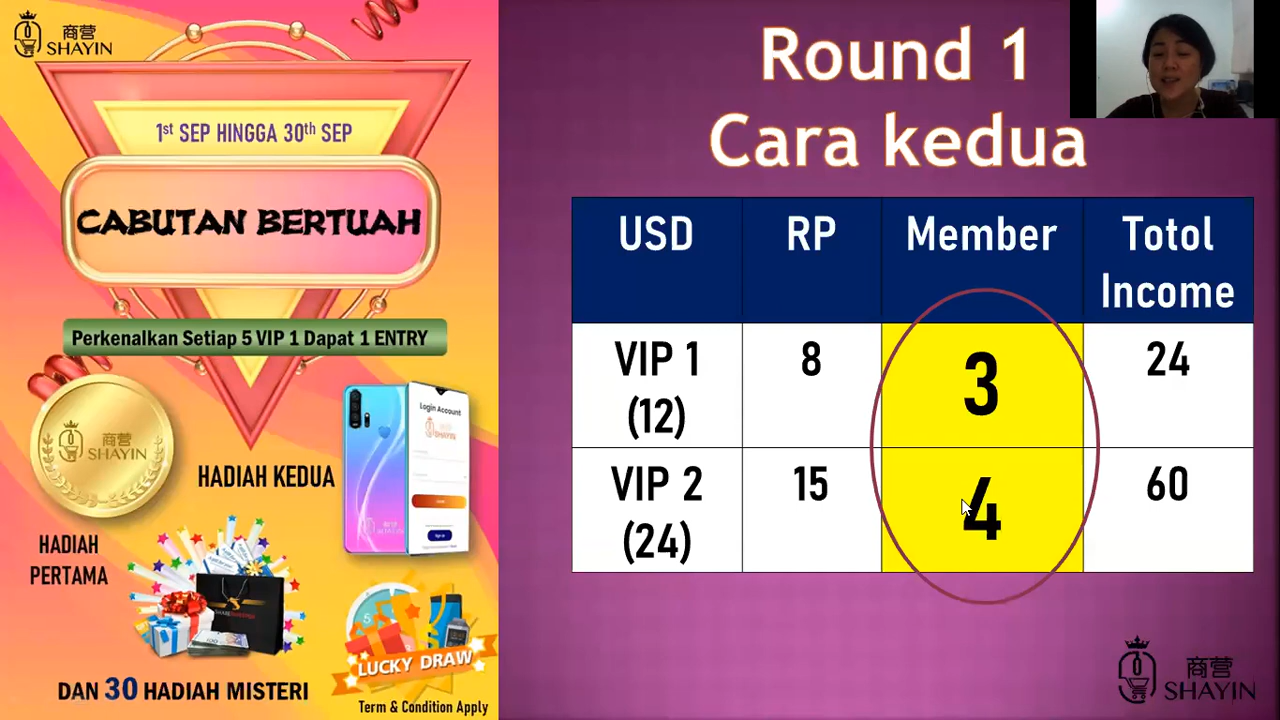 商营
SHAYIN
1st SEP HINGGA 30th SEP
CABUTAN BERTUAH
Perkenalkan Setiap 5 VIP 1 Dapat 1 ENTRY
商营
SHAYIN
HADIAH KEDUA
Login Account
SHAYIN
HADIAH
PERTAMA
LUCKY DRAW
DAN 30 HADIAH MISTERI
Term & Condition Apply
Round 1
Cara kedua
USD RP Member Totol
Income
VIP 1 8 3 24
(12)
VIP 2 15 4 60
(24)
商营
SHAYIN